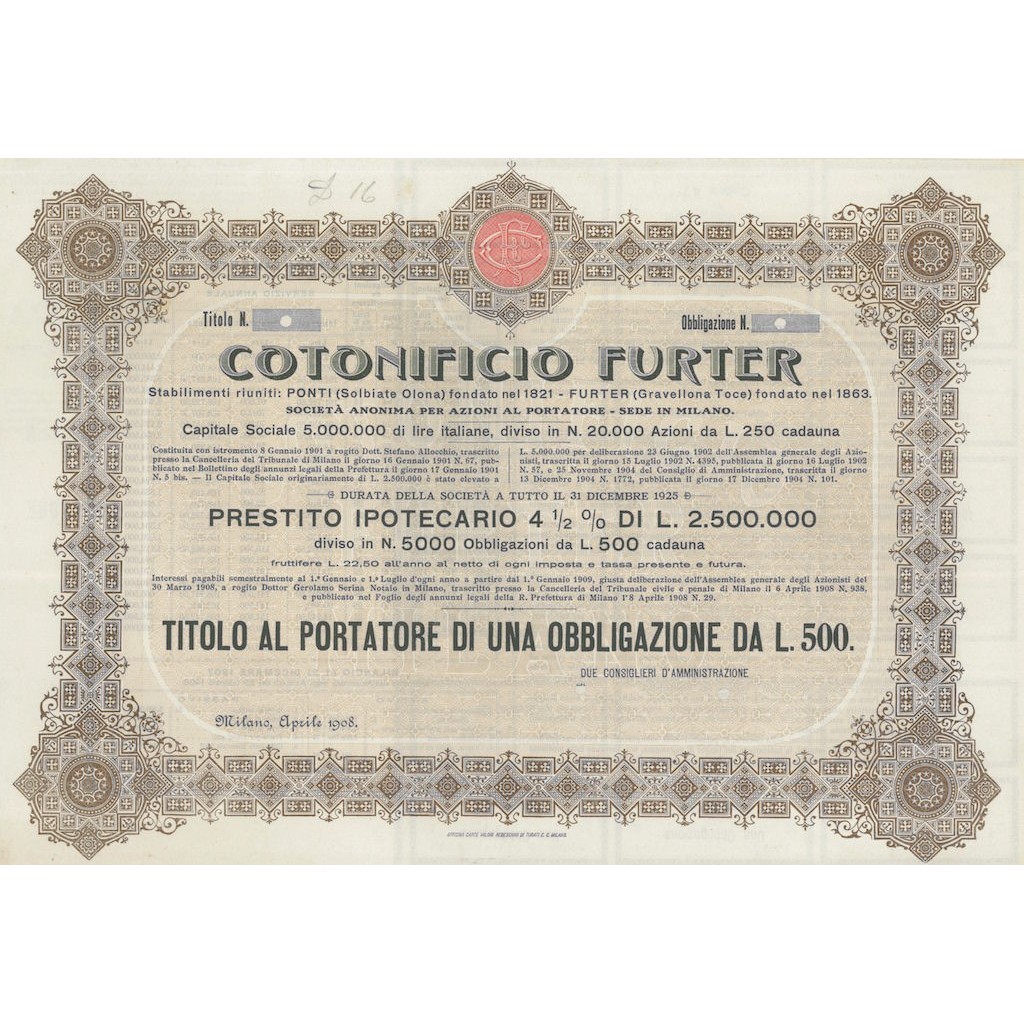 Titolo N.
Obbligazione N.
COTONIFICIO FURTER
Stabilimenti riuniti: PONTI (Solbiate Olona) fondato nel 1821 - FURTER (Gravellona Toce) fondato nel 1863.
SOCIETÀ ANONIMA PER AZIONI AL PORTATORE - SEDE IN MILANO.
Capitale Sociale 5.000.000 di lire italiane, diviso in N. 20.000 Azioni da L. 250 cadauna
Costituita con istromento 8 Gennaio 1901 a rogito Dott. Stefano Allocchio, trascritto
presso la Cancelleria del Tribunale di Milano il giorno 16 Gennaio 1901 N. 67, pub-
blicato nel Bollettino degli annunzi legali della Prefettura il giorno 17 Gennaio 1901
N. 5 bis. — Il Capitale Sociale originariamente di L. 2.500.000 è stato elevato a
L. 5.000.000 per deliberazione 23 Giugno 1902 dell'Assemblea generale degli Azio-
nisti, trascritta il giorno 15 Luglio 1902 N. 4395, pubblicata il giorno 16 Luglio 1902
N. 57, e 25 Novembre 1904 del Consiglio di Amministrazione, trascritta il giorno
13 Dicembre 1904 N. 1772, pubblicata il giorno 17 Dicembre 1904 N. 101.
DURATA DELLA SOCIETÀ A TUTTO IL 31 DICEMBRE 1925
PRESTITO IPOTECARIO 4 1/2 % DI L. 2.500.000
diviso in N. 5000 Obbligazioni da L. 500 cadauna
fruttifere L. 22,50 all'anno al netto di ogni imposta e tassa presente e futura.
Interessi pagabili semestralmente al 1.º Gennaio e 1.º Luglio d'ogni anno a partire dal 1.º Gennaio 1909, giusta deliberazione dell'Assemblea generale degli Azionisti del
30 Marzo 1908, a rogito Dottor Gerolamo Serina Notaio in Milano, trascritto presso la Cancelleria del Tribunale civile e penale di Milano il 6 Aprile 1908 N. 938,
e pubblicato nel Foglio degli annunzi legali della R. Prefettura di Milano l'8 Aprile 1908 N. 29.
TITOLO AL PORTATORE DI UNA OBBLIGAZIONE DA L. 500.
DUE CONSIGLIERI D'AMMINISTRAZIONE
Milano, Aprile 1908.
OFFICINA CARTE VALORI REBESCHINI DI TURATI E C. MILANO